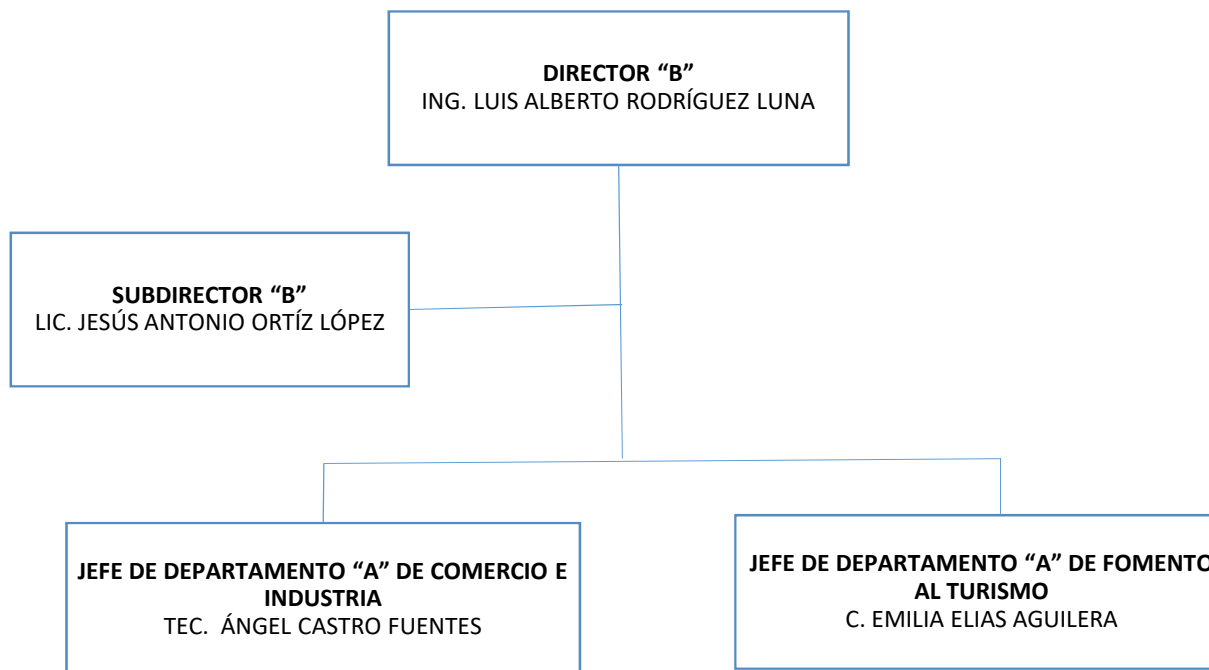 DIRECTOR “B”
ING. LUIS ALBERTO RODRÍGUEZ LUNA
SUBDIRECTOR “B”
LIC. JESÚS ANTONIO ORTÍZ LÓPEZ
JEFE DE DEPARTAMENTO “A” DE COMERCIO E
INDUSTRIA
TEC. ÁNGEL CASTRO FUENTES
JEFE DE DEPARTAMENTO “A” DE FOMENTO
AL TURISMO
C. EMILIA ELIAS AGUILERA